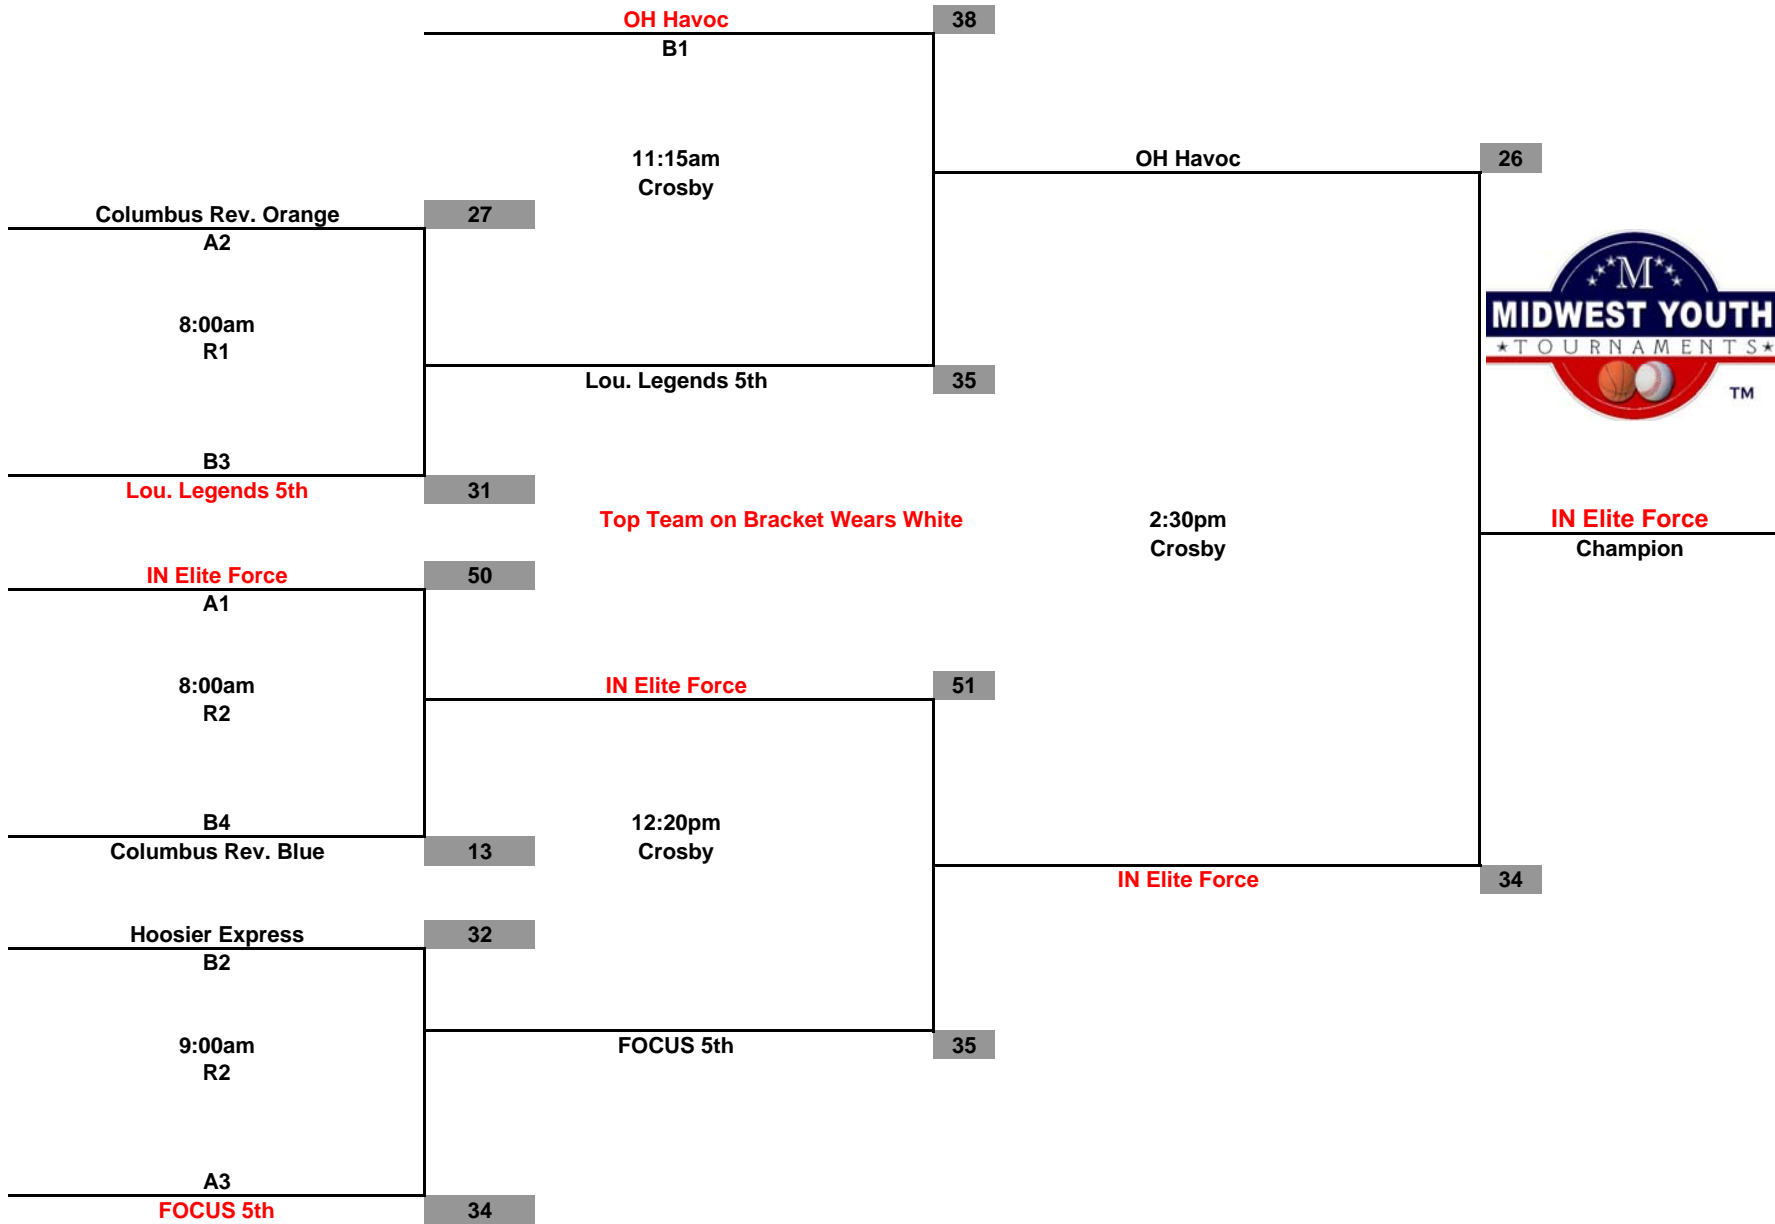 OH Havoc 38
B1
11:15am
Crosby
OH Havoc 26
Columbus Rev. Orange 27
A2
8:00am
R1
Lou. Legends 5th 35
B3
Lou. Legends 5th 31
M
MIDWEST YOUTH
TOURNAMENTS
TM
Top Team on Bracket Wears White
2:30pm
Crosby
IN Elite Force
Champion
IN Elite Force 50
A1
8:00am
R2
IN Elite Force 51
B4
Columbus Rev. Blue 13
12:20pm
Crosby
IN Elite Force 34
Hoosier Express 32
B2
9:00am
R2
FOCUS 5th 35
A3
FOCUS 5th 34